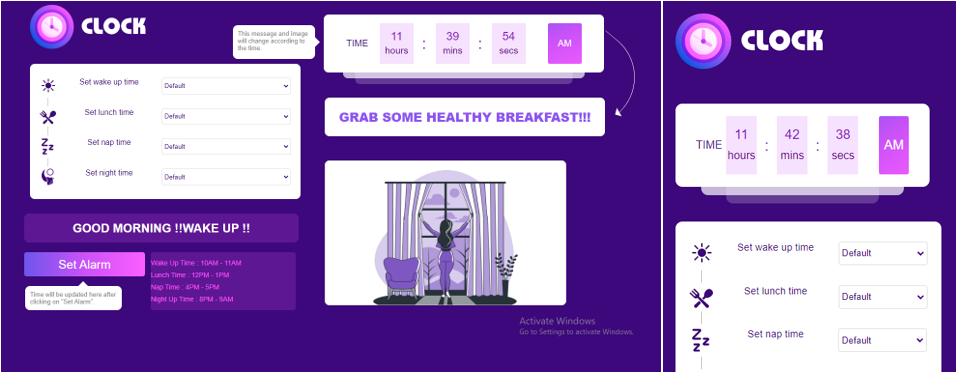 CLOCK
This message and image
will change according to
the time.
TIME
11
hours
:
39
mins
:
54
secs
AM
Set wake up time
Default
Set lunch time
Default
Set nap time
Default
Set night time
Default
GRAB SOME HEALTHY BREAKFAST!!!
GOOD MORNING !!WAKE UP !!
Set Alarm
Time will be updated here after
clicking on "Set Alarm".
Wake Up Time : 10AM - 11AM
Lunch Time : 12PM - 1PM
Nap Time : 4PM - 5PM
Night Up Time : 8PM - 9AM
Activate Windows
Go to Settings to activate Windows.
CLOCK
TIME
11
hours
:
42
mins
:
38
secs
AM
Set wake up time
Default
Set lunch time
Default
Set nap time
Default